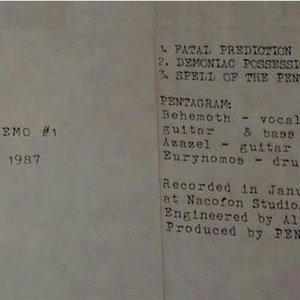 EMO #1
1987
1. FATAL PREDICTION
2. DEMONIAC POSSESSI
3. SPELL OF THE PEN
PENTAGRAM:
Behemoth - vocal
guitar & bass
Azazel - guitar
Eurynomos - dru
Recorded in Janu
at Nacofon Studio
Engineered by Al
Produced by PEN